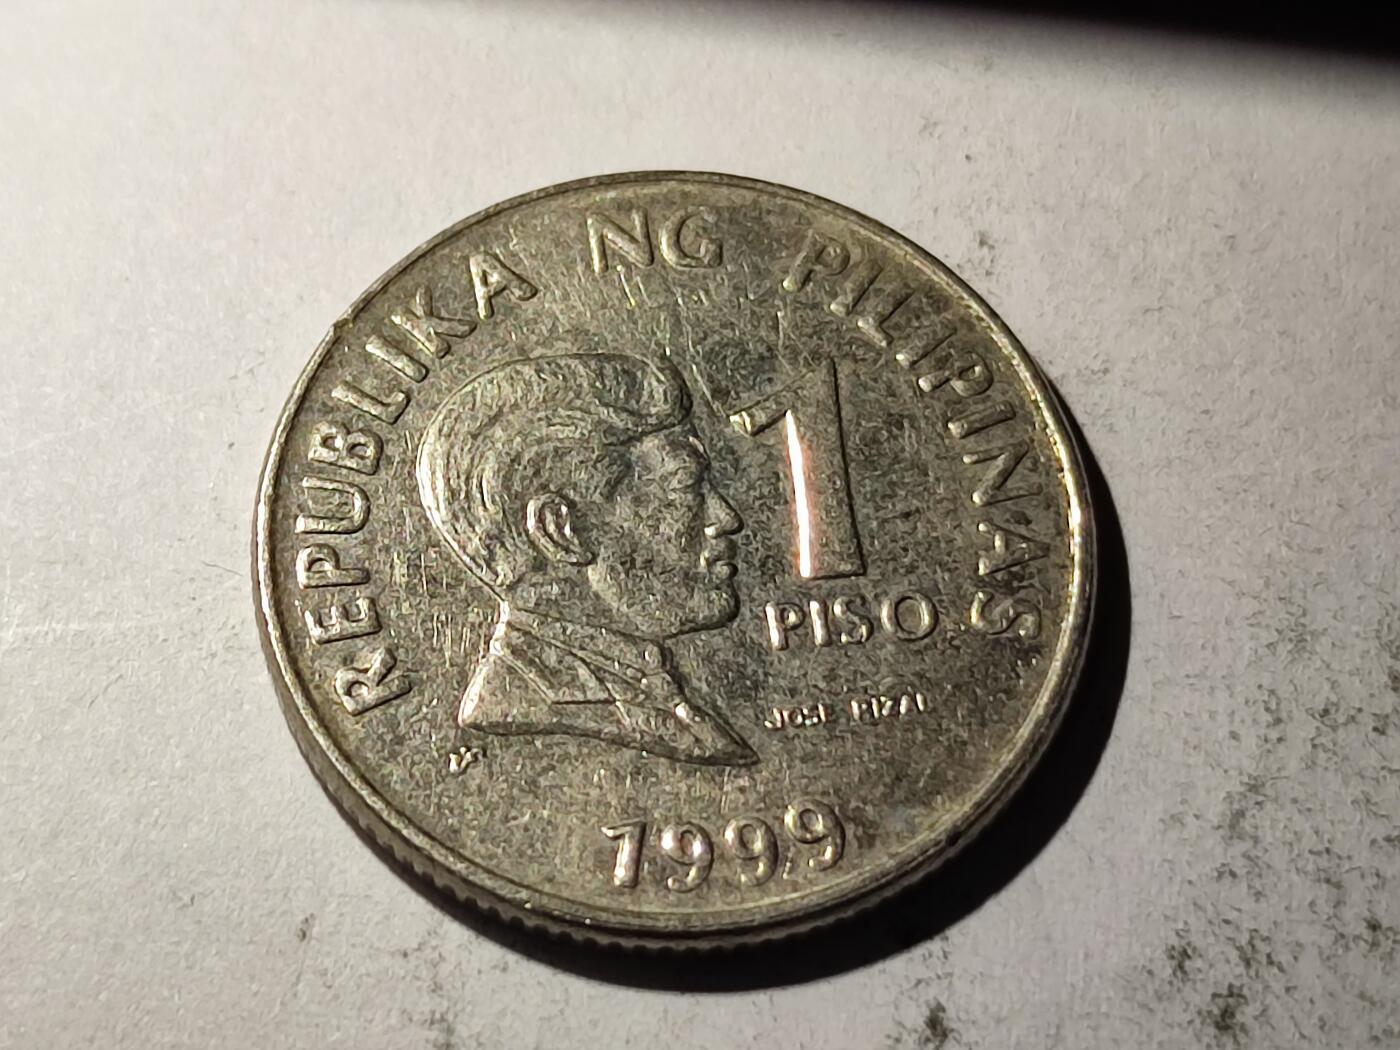 REPUBLIKA NG PILIPINAS
1
PISO
JOSE RIZAL
1999